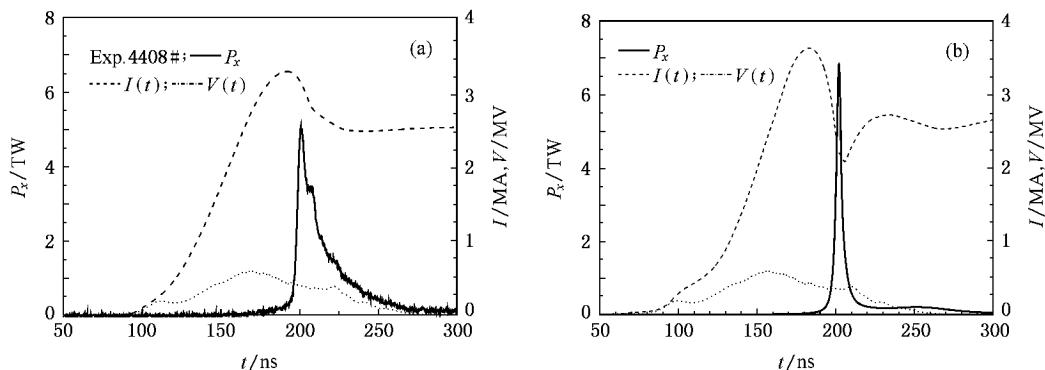 8
6
4
2
0
P_x/TW
Exp. 4408#; P_x
I(t); V(t)
(a)
4
3
2
1
0
I/MA, V/MV
50 100 150 200 250 300
t/ns
8
6
4
2
0
P_x/TW
P_x
I(t); V(t)
(b)
4
3
2
1
0
I/MA, V/MV
50 100 150 200 250 300
t/ns